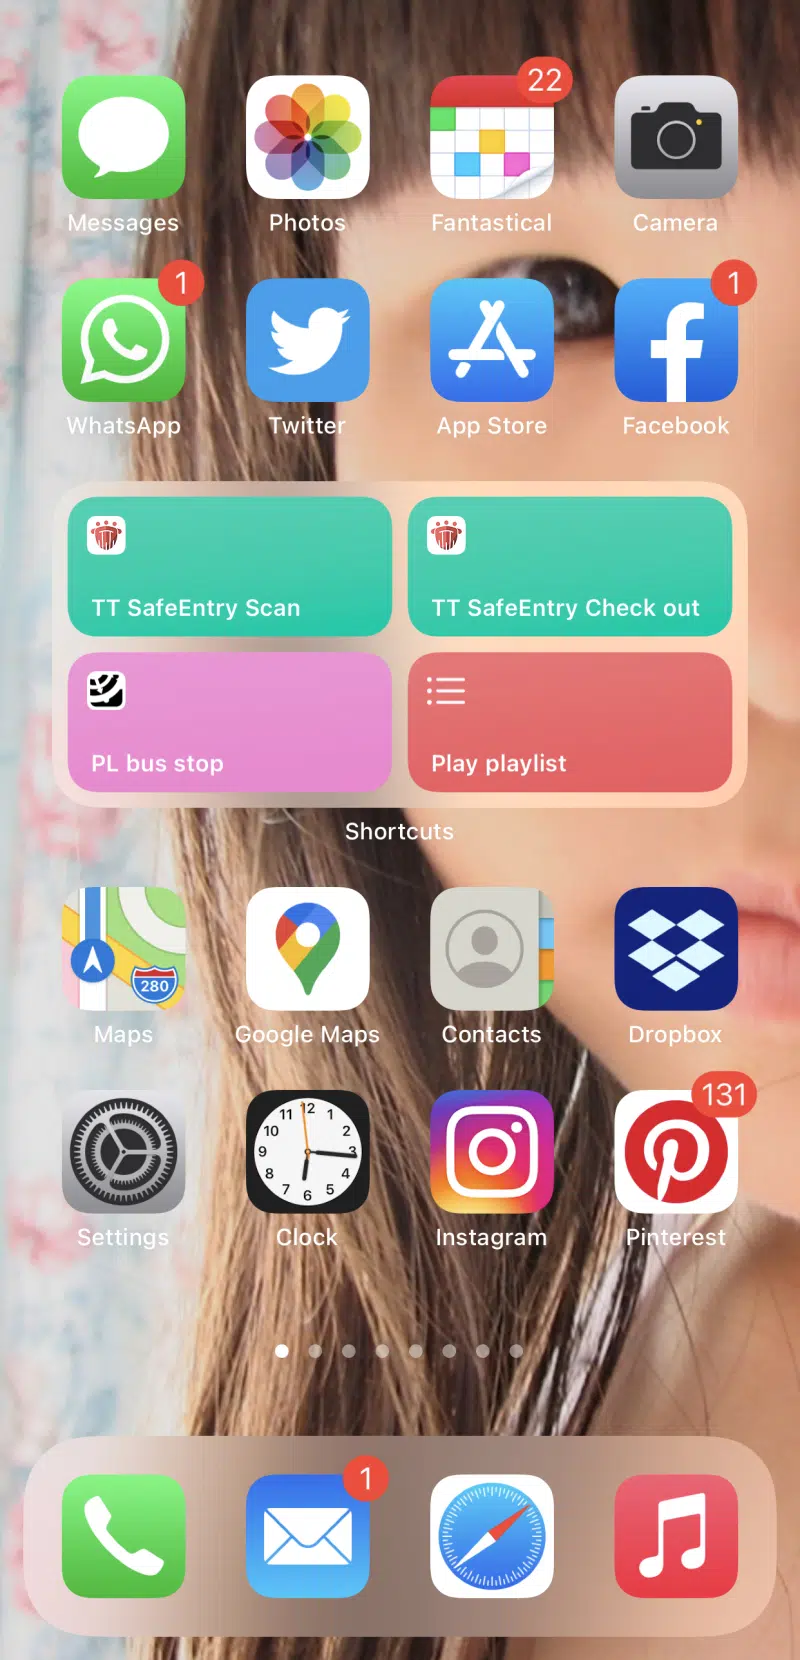 22
Messages
Photos
Fantastical
Camera
1
1
WhatsApp
Twitter
App Store
Facebook
TT SafeEntry Scan
TT SafeEntry Check out
PL bus stop
Play playlist
Shortcuts
280
Maps
Google Maps
Contacts
Dropbox
131
12
1
2
3
4
5
6
7
8
9
10
11
Settings
Clock
Instagram
Pinterest
1